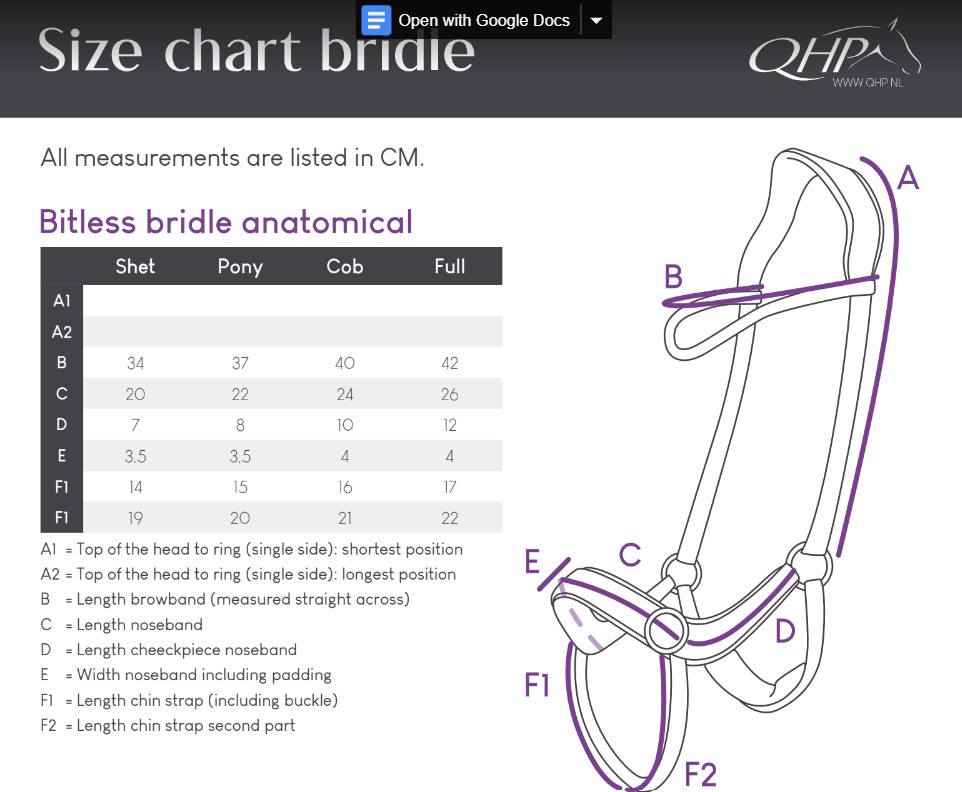 Open with Google Docs
Size chart bridle
QHP
WWW.QHP.NL
All measurements are listed in CM.
Bitless bridle anatomical
Shet Pony Cob Full
A1
A2
B 34 37 40 42
C 20 22 24 26
D 7 8 10 12
E 3,5 3,5 4 4
F1 14 15 16 17
F1 19 20 21 22
A1 = Top of the head to ring (single side): shortest position
A2 = Top of the head to ring (single side): longest position
B = Length browband (measured straight across)
C = Length noseband
D = Length cheeckpiece noseband
E = Width noseband including padding
F1 = Length chin strap (including buckle)
F2 = Length chin strap second part
A
B
C
E
D
F1
F2